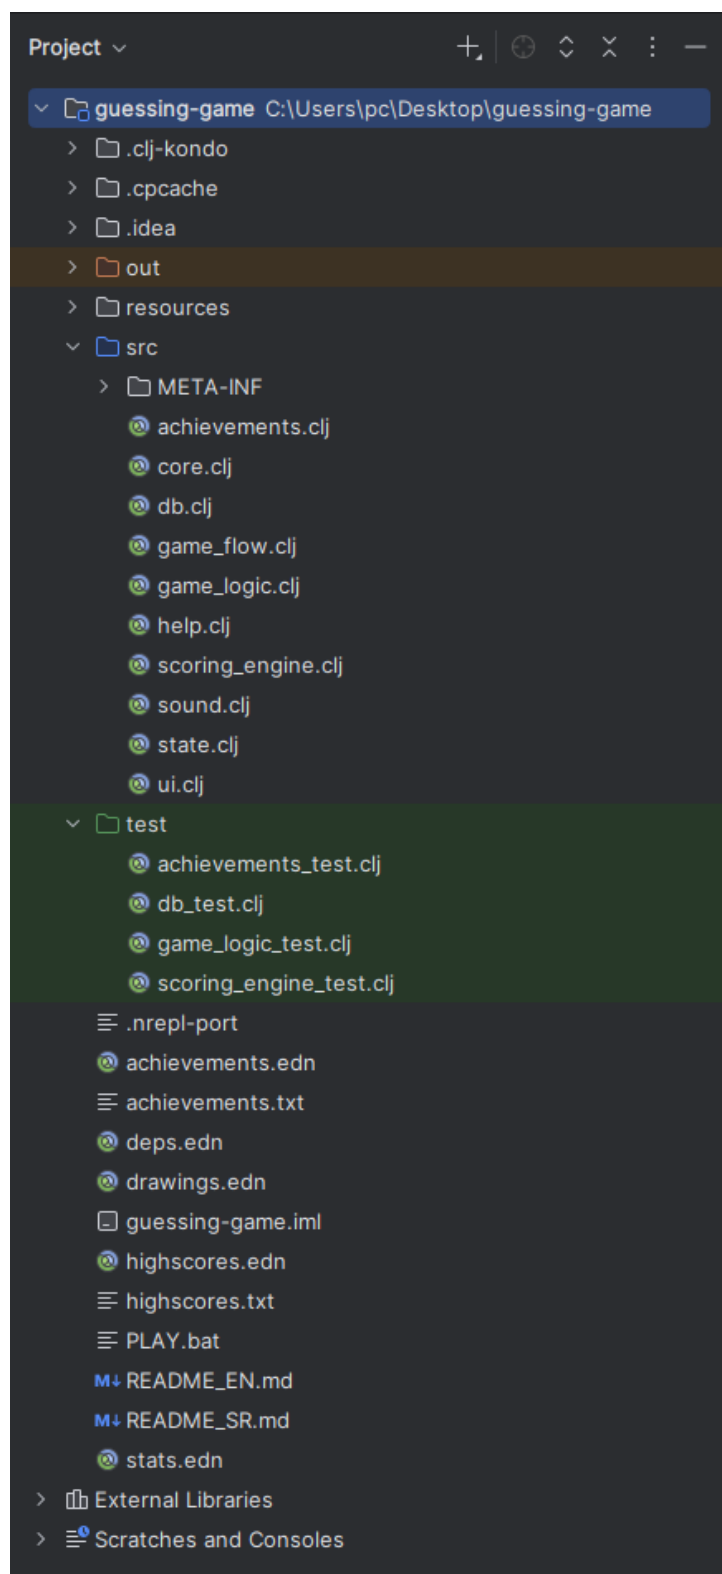 Project
guessing-game C:\Users\pc\Desktop\guessing-game
.clj-kondo
.cpcache
.idea
out
resources
src
META-INF
achievements.clj
core.clj
db.clj
game_flow.clj
game_logic.clj
help.clj
scoring_engine.clj
sound.clj
state.clj
ui.clj
test
achievements_test.clj
db_test.clj
game_logic_test.clj
scoring_engine_test.clj
.nrepl-port
achievements.edn
achievements.txt
deps.edn
drawings.edn
guessing-game.iml
highscores.edn
highscores.txt
PLAY.bat
M↓ README_EN.md
M↓ README_SR.md
stats.edn
External Libraries
Scratches and Consoles